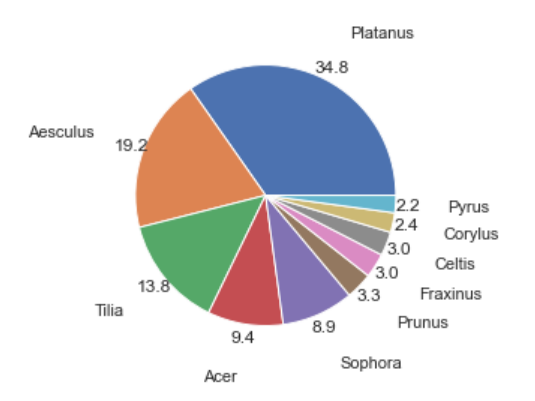 Platanus
34.8
Aesculus
19.2
2.2
Pyrus
2.4
Corylus
3.0
Celtis
3.0
Fraxinus
13.8
3.3
Tilia
Prunus
9.4
8.9
Sophora
Acer